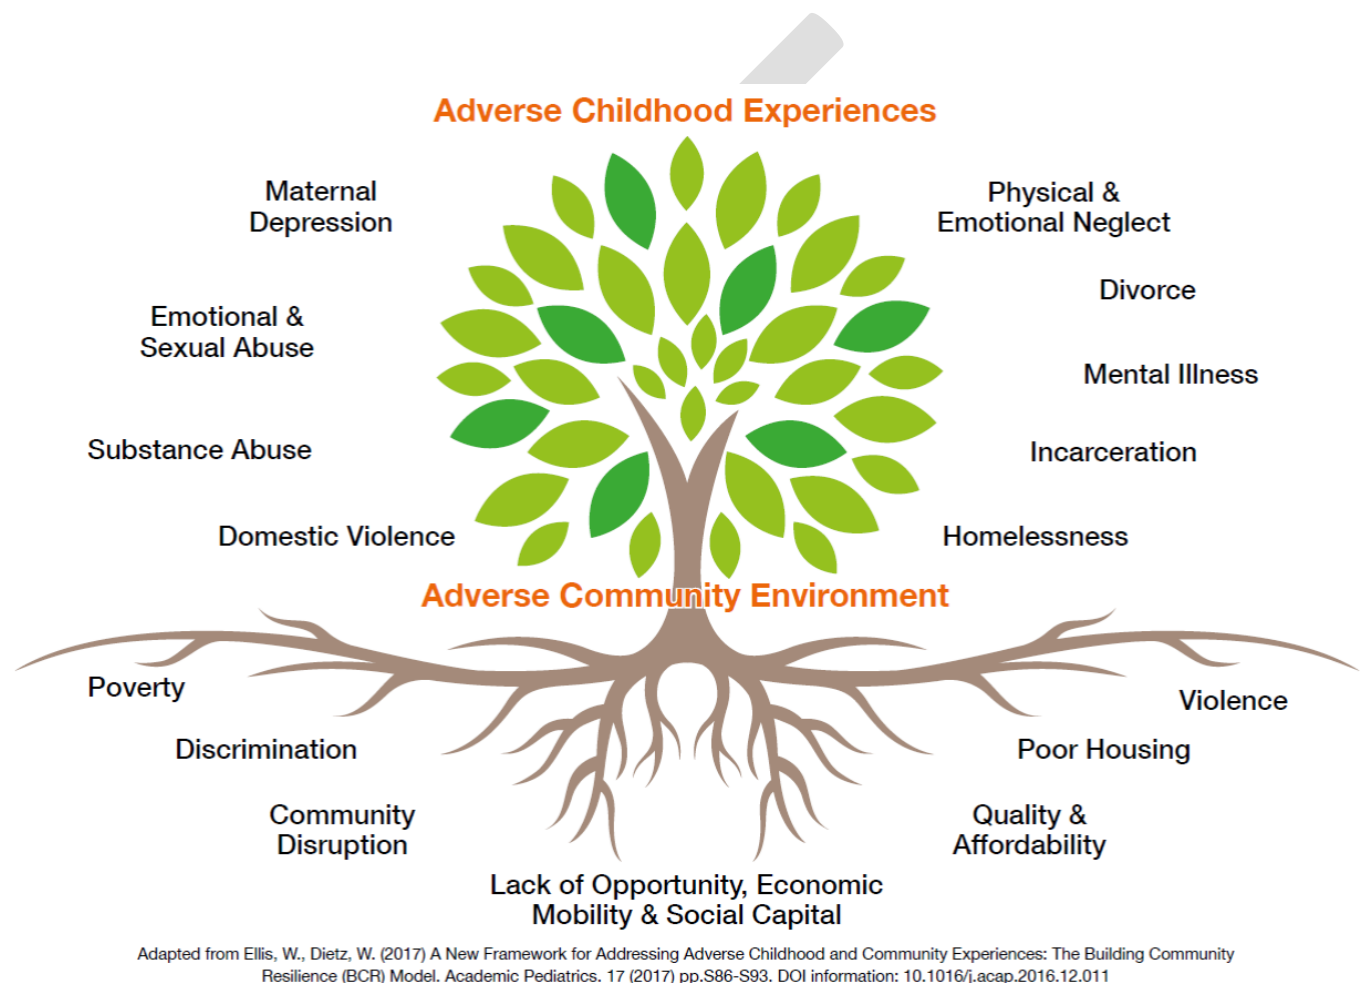 Adverse Childhood Experiences
Maternal
Depression
Physical &
Emotional Neglect
Divorce
Emotional &
Sexual Abuse
Mental Illness
Substance Abuse
Incarceration
Domestic Violence
Homelessness
Adverse Community Environment
Poverty
Violence
Discrimination
Poor Housing
Community
Disruption
Quality &
Affordability
Lack of Opportunity, Economic
Mobility & Social Capital
Adapted from Ellis, W., Dietz, W. (2017) A New Framework for Addressing Adverse Childhood and Community Experiences: The Building Community
Resilience (BCR) Model. Academic Pediatrics. 17 (2017) pp.S86-S93. DOI information: 10.1016/j.acap.2016.12.011